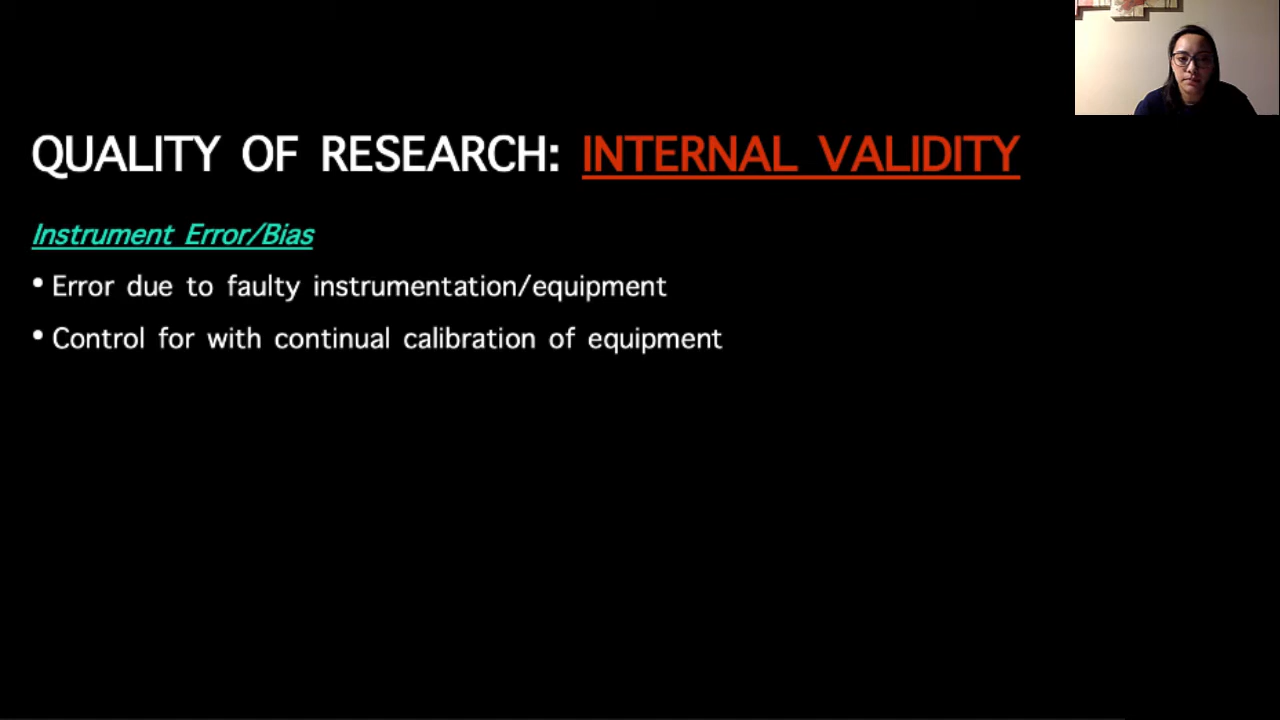 QUALITY OF RESEARCH: INTERNAL VALIDITY
Instrument Error/Bias
• Error due to faulty instrumentation/equipment
• Control for with continual calibration of equipment